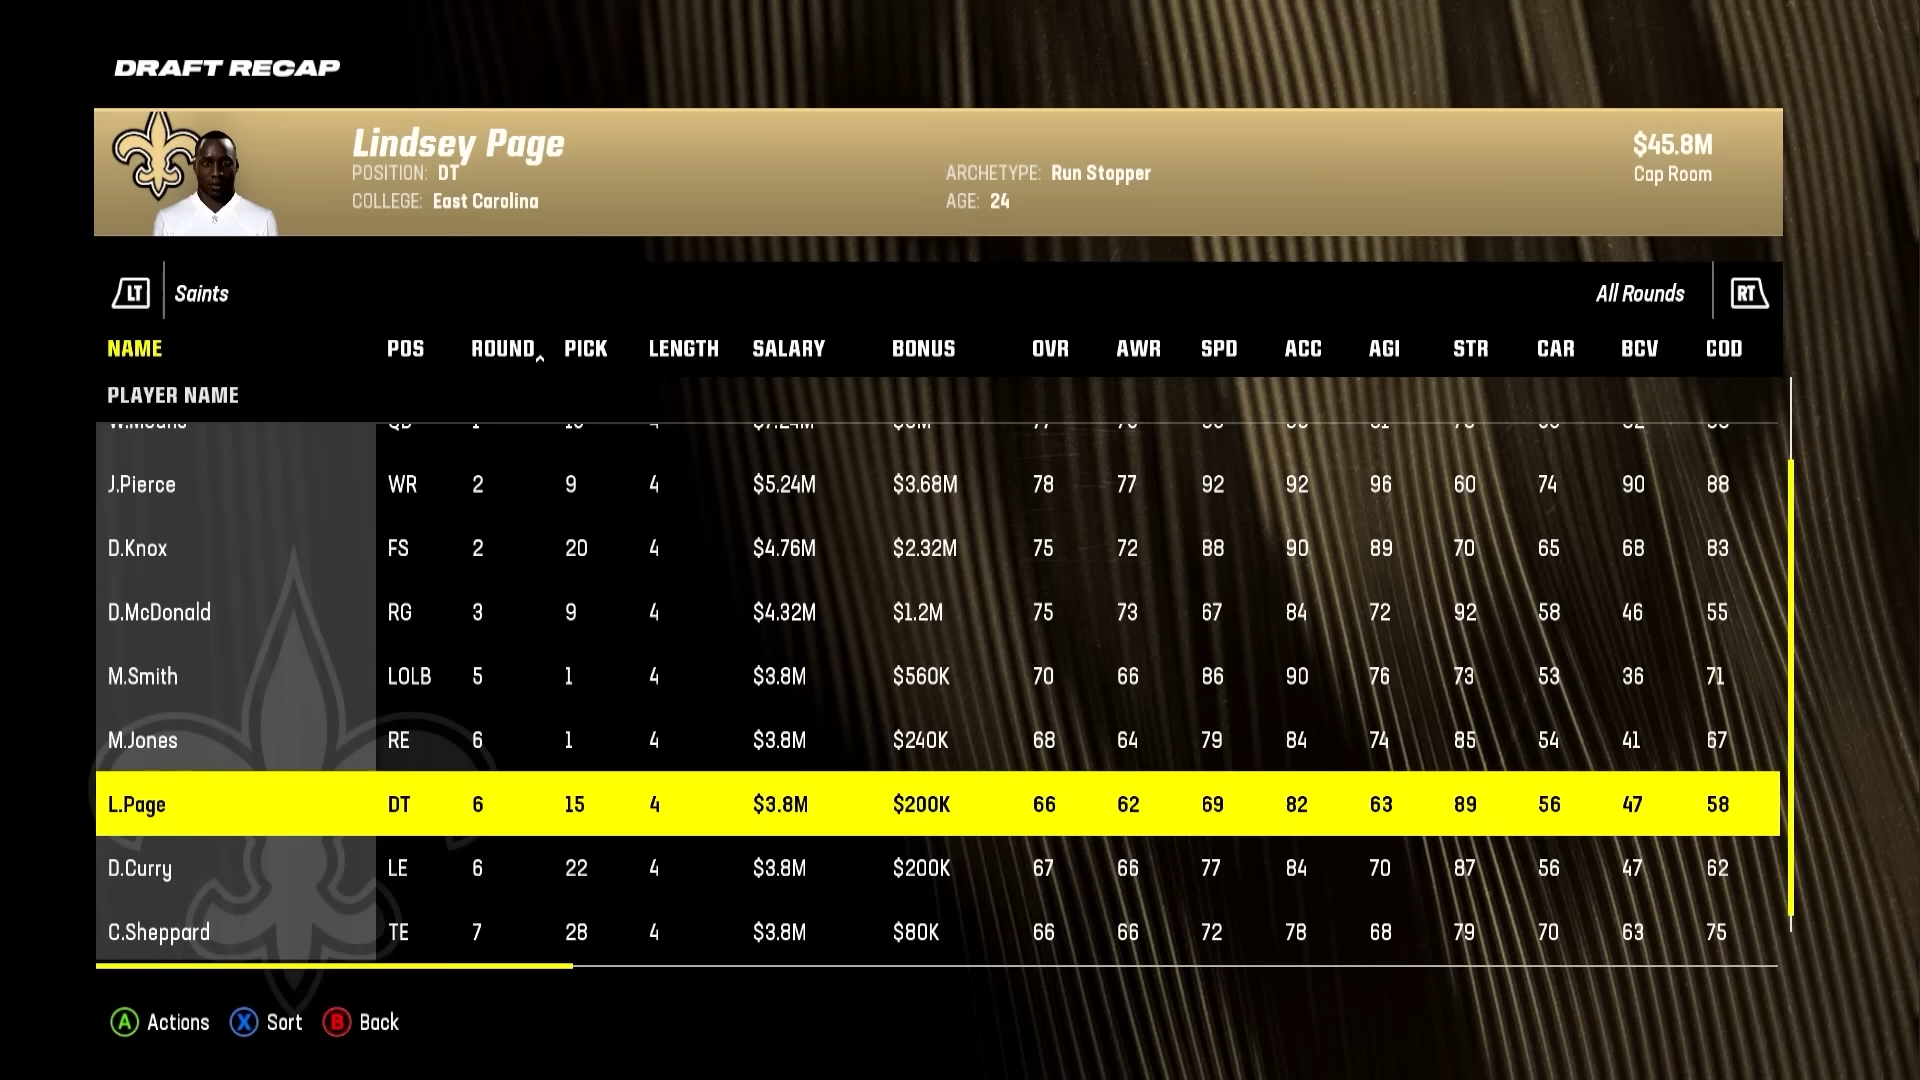 DRAFT RECAP
Lindsey Page
POSITION: DT
COLLEGE: East Carolina
ARCHETYPE: Run Stopper
AGE: 24
$45.8M
Cap Room
LT Saints All Rounds RT
NAME POS ROUND PICK LENGTH SALARY BONUS OVR AWR SPD ACC AGI STR CAR BCV COD
PLAYER NAME
J.Pierce WR 2 9 4 $5.24M $3.68M 78 77 92 92 96 60 74 90 88
D.Knox FS 2 20 4 $4.76M $2.32M 75 72 88 90 89 70 65 68 83
D.McDonald RG 3 9 4 $4.32M $1.2M 75 73 67 84 72 92 58 46 55
M.Smith LOLB 5 1 4 $3.8M $560K 70 66 86 90 76 73 53 36 71
M.Jones RE 6 1 4 $3.8M $240K 68 64 79 84 74 85 54 41 67
L.Page DT 6 15 4 $3.8M $200K 66 62 69 82 63 89 56 47 58
D.Curry LE 6 22 4 $3.8M $200K 67 66 77 84 70 87 56 47 62
C.Sheppard TE 7 28 4 $3.8M $80K 66 66 72 78 68 79 70 63 75
A Actions X Sort B Back